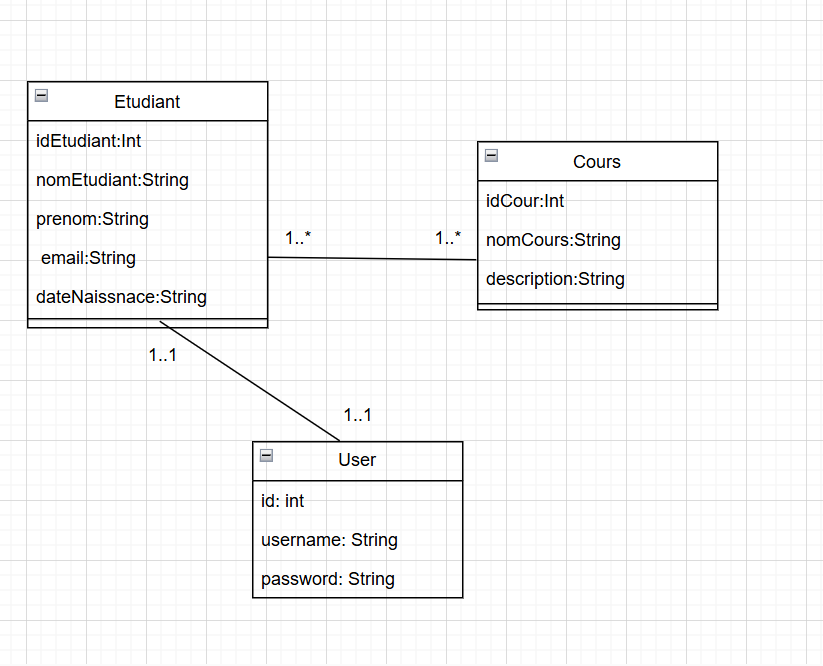 Etudiant
idEtudiant:Int
nomEtudiant:String
prenom:String
email:String
dateNaissnace:String
1..*
1..*
Cours
idCour:Int
nomCours:String
description:String
1..1
1..1
User
id: int
username: String
password: String